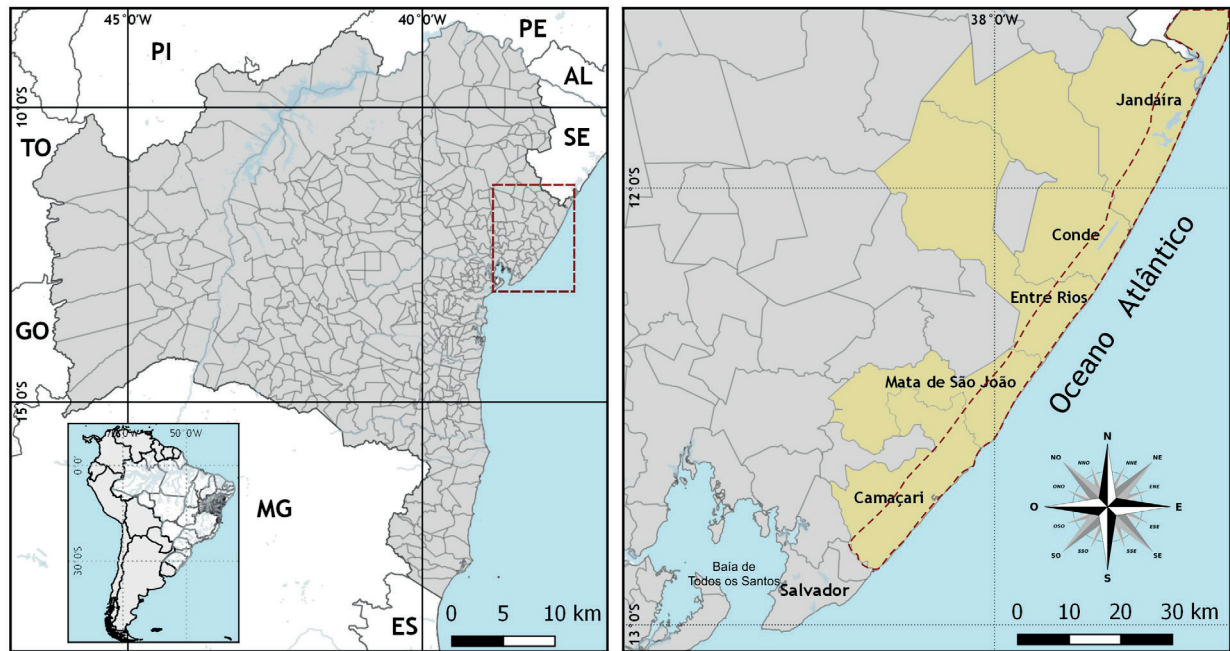 45°0'W
40°0'W
PI
PE
AL
10°0'S
TO
SE
GO
15°0'S
50°0'W
0°0'
MG
30°0'S
ES
0 5 10 km
38°0'W
Jandaíra
12°0'S
Conde
Entre Rios
Oceano Atlântico
Mata de São João
Camaçari
Baía de
Todos os Santos
Salvador
13°0'S
N
NO NNO NNE NE
ONO ENE
O E
OSO ESE
SO SSO SSE SE
S
0 10 20 30 km